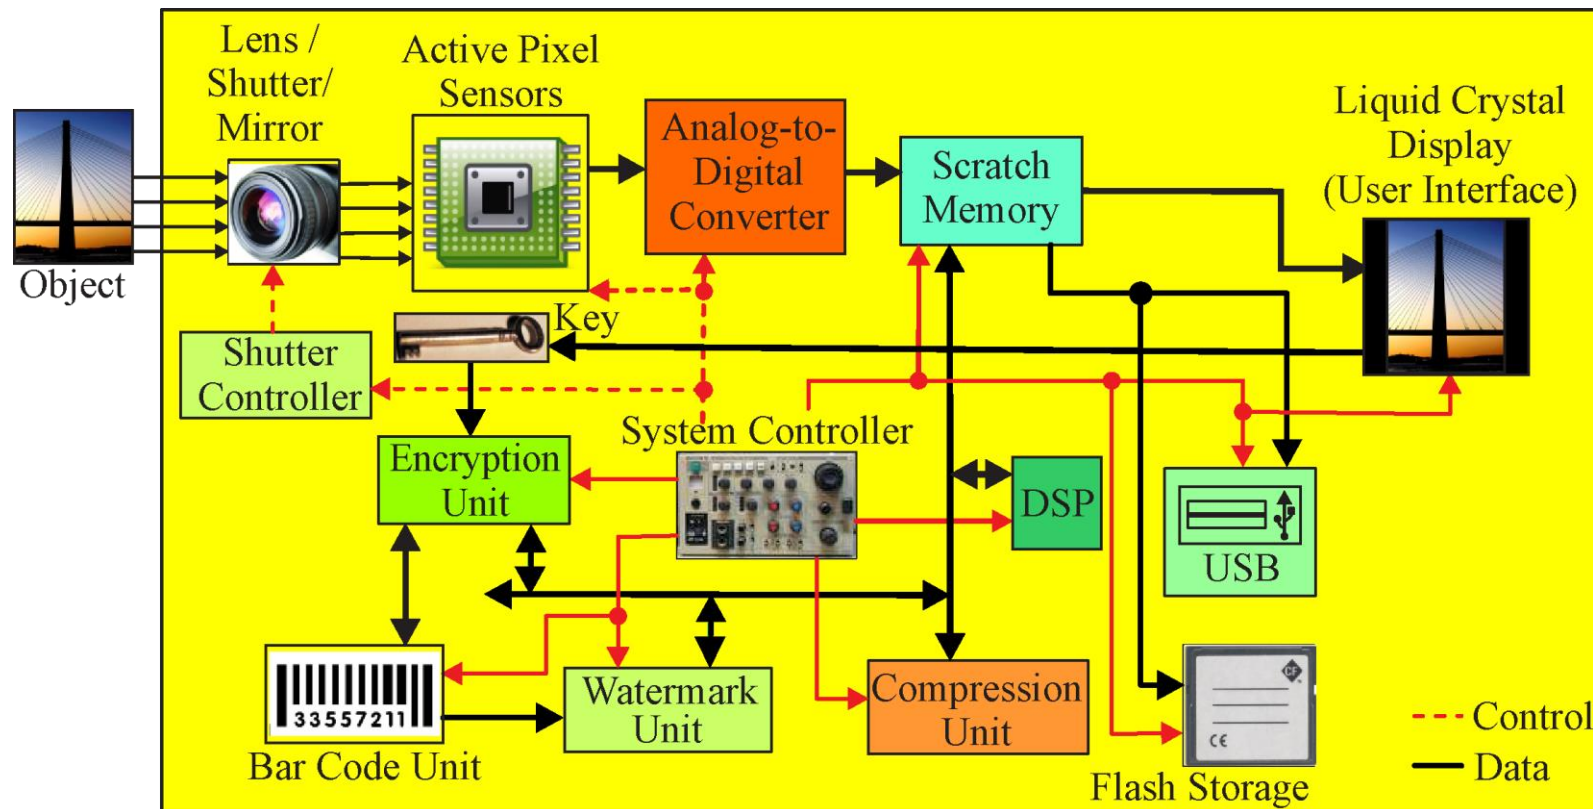 Lens /
Shutter/
Mirror
Active Pixel
Sensors
Analog-to-
Digital
Converter
Scratch
Memory
Liquid Crystal
Display
(User Interface)
Object
Key
Shutter
Controller
System Controller
Encryption
Unit
DSP
USB
33557211
Bar Code Unit
Watermark
Unit
Compression
Unit
CF
CE
Flash Storage
Control
Data